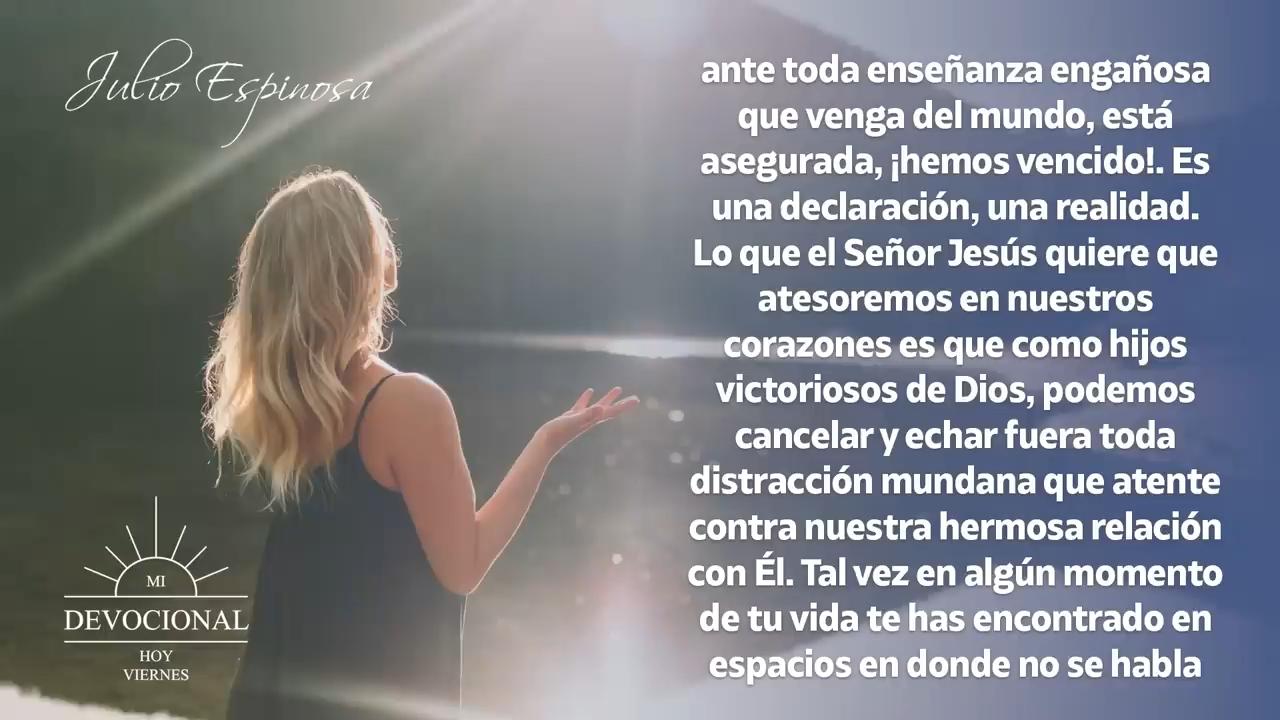 Julio Espinosa
ante toda enseñanza engañosa
que venga del mundo, está
asegurada, ¡hemos vencido!. Es
una declaración, una realidad.
Lo que el Señor Jesús quiere que
atesoremos en nuestros
corazones es que como hijos
victoriosos de Dios, podemos
cancelar y echar fuera toda
distracción mundana que atente
contra nuestra hermosa relación
con Él. Tal vez en algún momento
de tu vida te has encontrado en
espacios en donde no se habla
MI
DEVOCIONAL
HOY
VIERNES